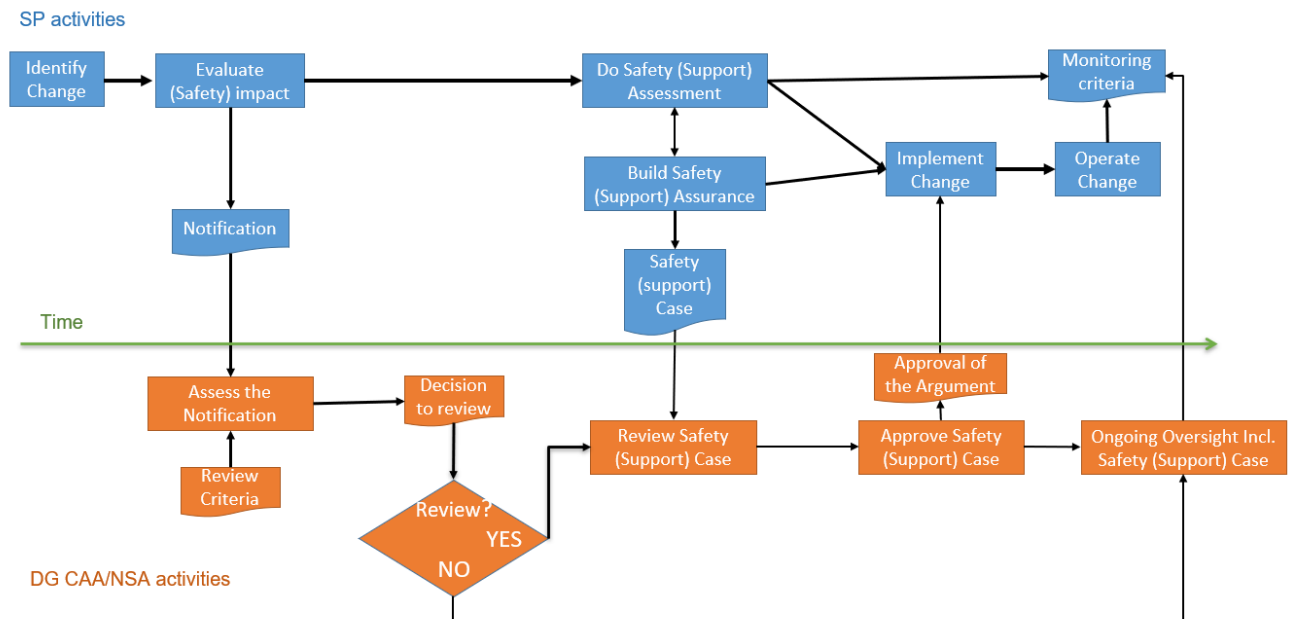 SP activities
Identify
Change
Evaluate
(Safety) impact
Do Safety (Support)
Assessment
Monitoring
criteria
Build Safety
(Support) Assurance
Implement
Change
Operate
Change
Notification
Safety
(support)
Case
Time
Assess the
Notification
Decision
to review
Approval of
the Argument
Review Safety
(Support) Case
Approve Safety
(Support) Case
Ongoing Oversight Incl.
Safety (Support) Case
Review
Criteria
Review?
YES
NO
DG CAA/NSA activities